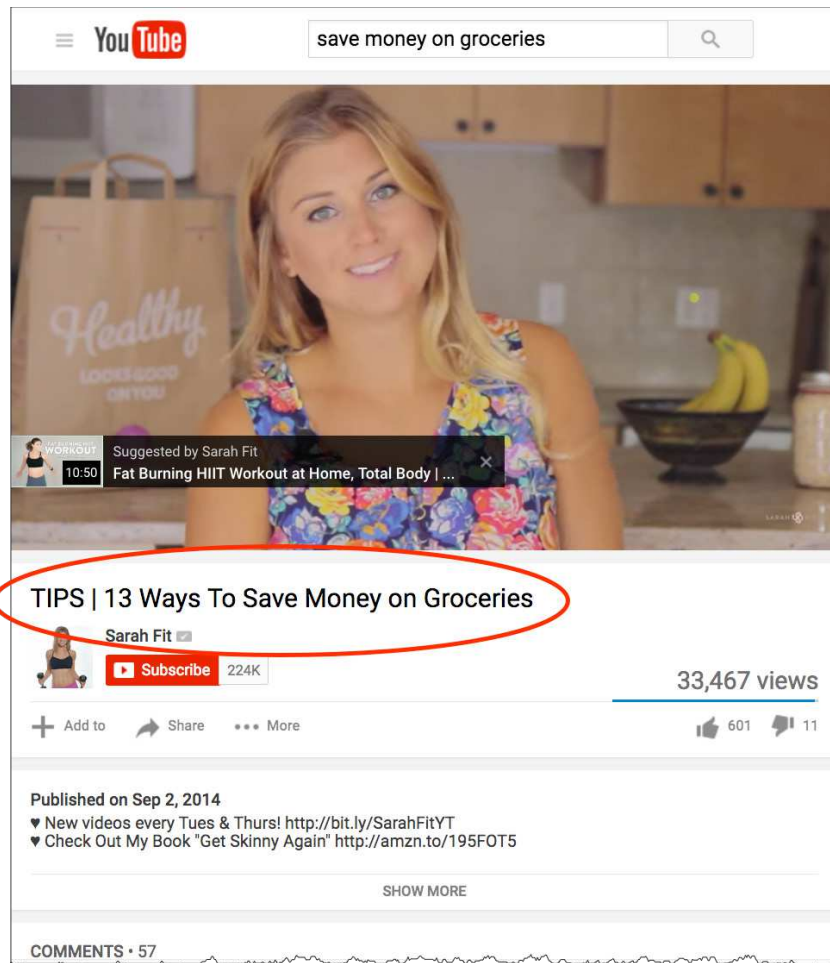 You Tube
save money on groceries
Healthy
LOOKS GOOD
ON YOU
WORKOUT
10:50
Suggested by Sarah Fit
Fat Burning HIIT Workout at Home, Total Body | ...
TIPS | 13 Ways To Save Money on Groceries
Sarah Fit
Subscribe 224K
33,467 views
Add to Share More
601 11
Published on Sep 2, 2014
♥ New videos every Tues & Thurs! http://bit.ly/SarahFitYT
♥ Check Out My Book "Get Skinny Again" http://amzn.to/195FOT5
SHOW MORE
COMMENTS • 57